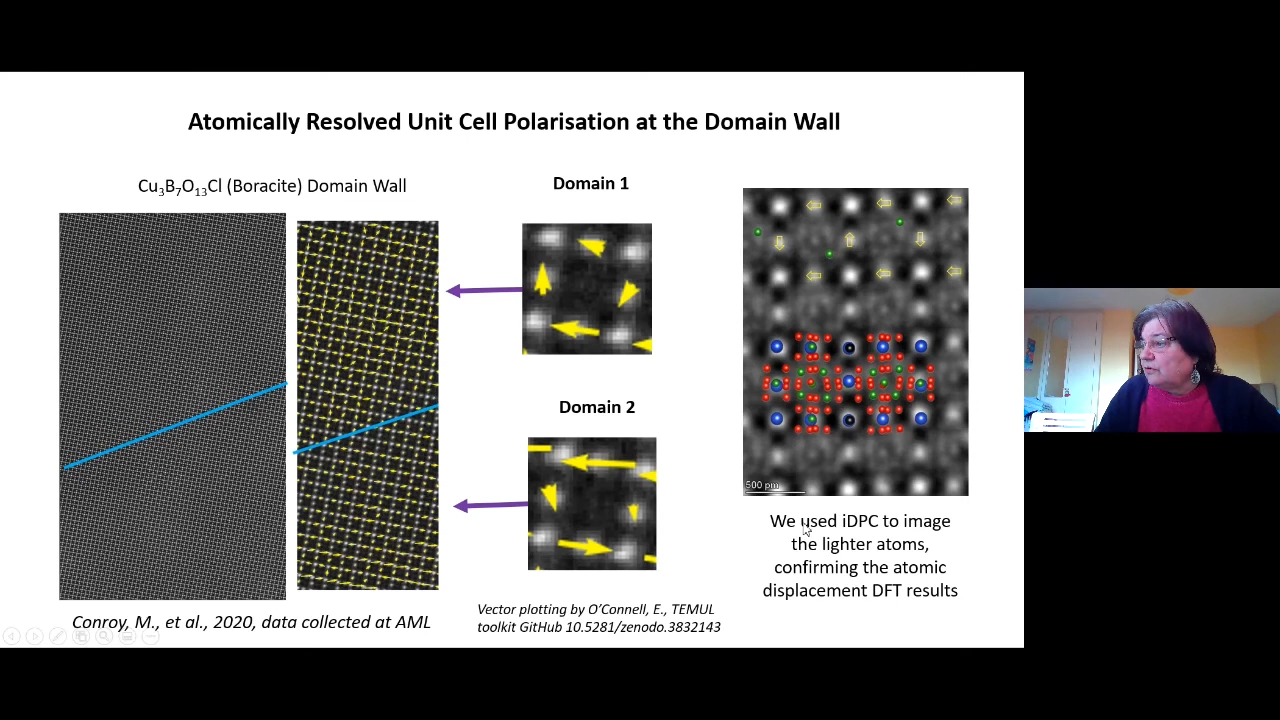 Atomically Resolved Unit Cell Polarisation at the Domain Wall
Cu₃B₇O₁₃Cl (Boracite) Domain Wall
Domain 1
Domain 2
500 pm
We used iDPC to image
the lighter atoms,
confirming the atomic
displacement DFT results
Conroy, M., et al., 2020, data collected at AML
Vector plotting by O’Connell, E., TEMUL
toolkit GitHub 10.5281/zenodo.3832143